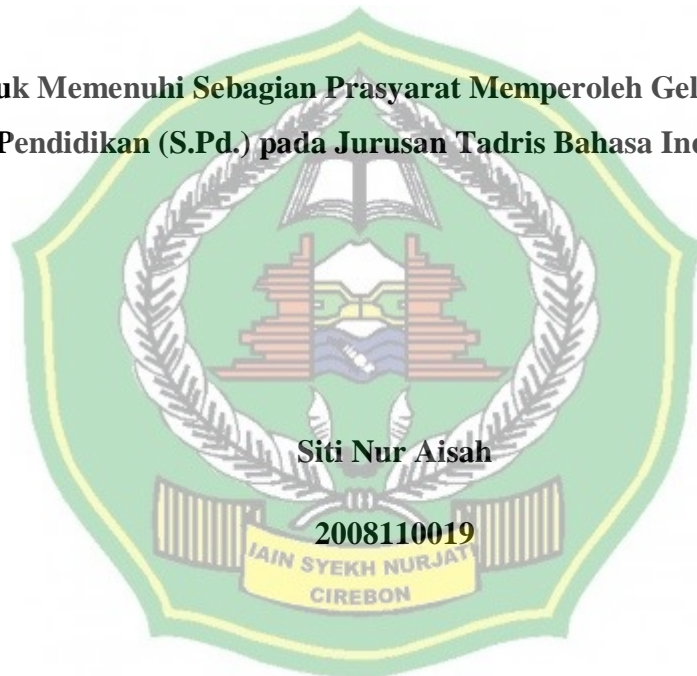 uk Memenuhi Sebagian Prasyarat Memperoleh Gel
Pendidikan (S.Pd.) pada Jurusan Tadris Bahasa Ind
Siti Nur Aisah
2008110019
IAIN SYEKH NURJATI
CIREBON